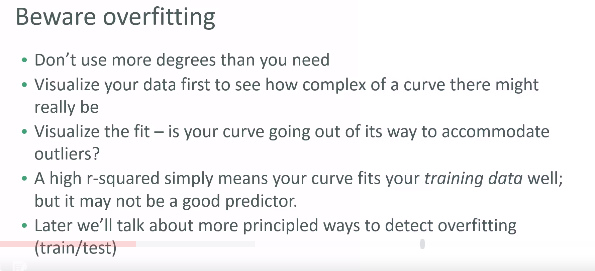 Beware overfitting
• Don't use more degrees than you need
• Visualize your data first to see how complex of a curve there might
really be
• Visualize the fit – is your curve going out of its way to accommodate
outliers?
• A high r-squared simply means your curve fits your training data well;
but it may not be a good predictor.
• Later we'll talk about more principled ways to detect overfitting
(train/test)